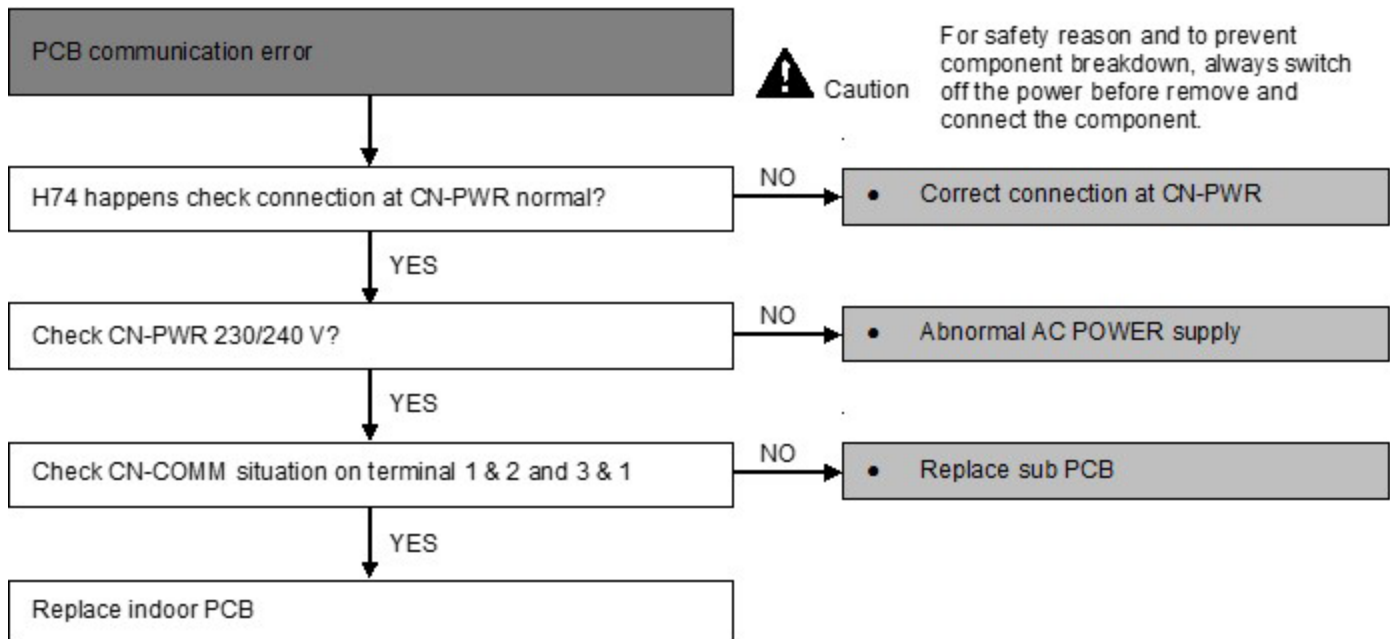 PCB communication error
Caution
For safety reason and to prevent
component breakdown, always switch
off the power before remove and
connect the component.
H74 happens check connection at CN-PWR normal?
NO
• Correct connection at CN-PWR
YES
Check CN-PWR 230/240 V?
NO
• Abnormal AC POWER supply
YES
Check CN-COMM situation on terminal 1 & 2 and 3 & 1
NO
• Replace sub PCB
YES
Replace indoor PCB